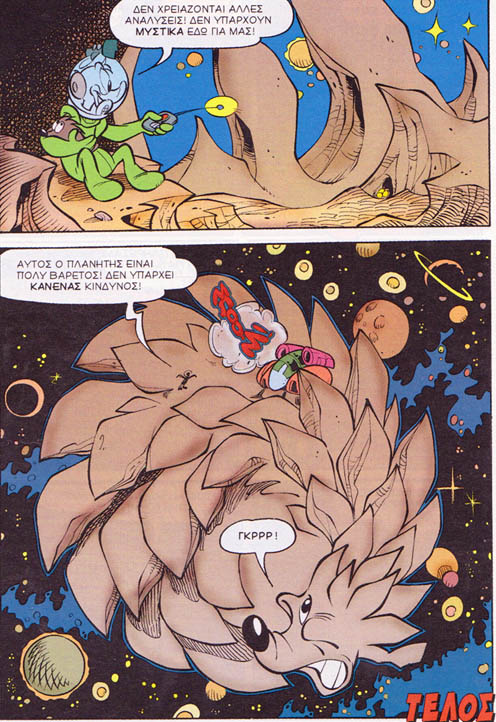 ΔΕΝ ΧΡΕΙΑΖΟΝΤΑΙ ΑΛΛΕΣ
ΑΝΑΛΥΣΕΙΣ! ΔΕΝ ΥΠΑΡΧΟΥΝ
ΜΥΣΤΙΚΑ ΕΔΩ ΓΙΑ ΜΑΣ!
ΑΥΤΟΣ Ο ΠΛΑΝΗΤΗΣ ΕΙΝΑΙ
ΠΟΛΥ ΒΑΡΕΤΟΣ! ΔΕΝ ΥΠΑΡΧΕΙ
ΚΑΝΕΝΑΣ ΚΙΝΔΥΝΟΣ!
ΓΚΡΡΡ!
ΤΕΛΟΣ